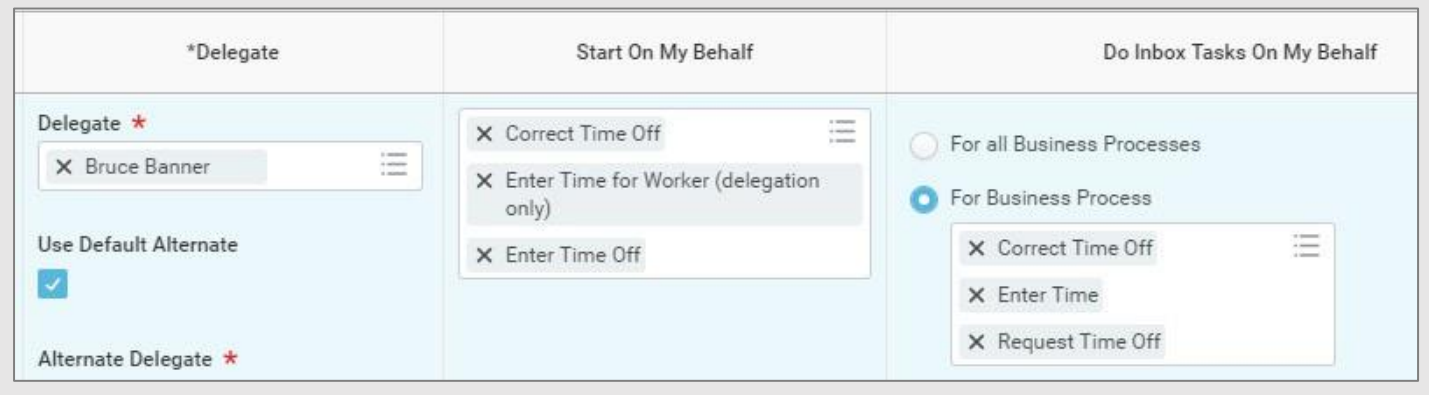 *Delegate
Start On My Behalf
Do Inbox Tasks On My Behalf
Delegate *
× Bruce Banner
Use Default Alternate
Alternate Delegate *
× Correct Time Off
× Enter Time for Worker (delegation
only)
× Enter Time Off
For all Business Processes
For Business Process
× Correct Time Off
× Enter Time
× Request Time Off